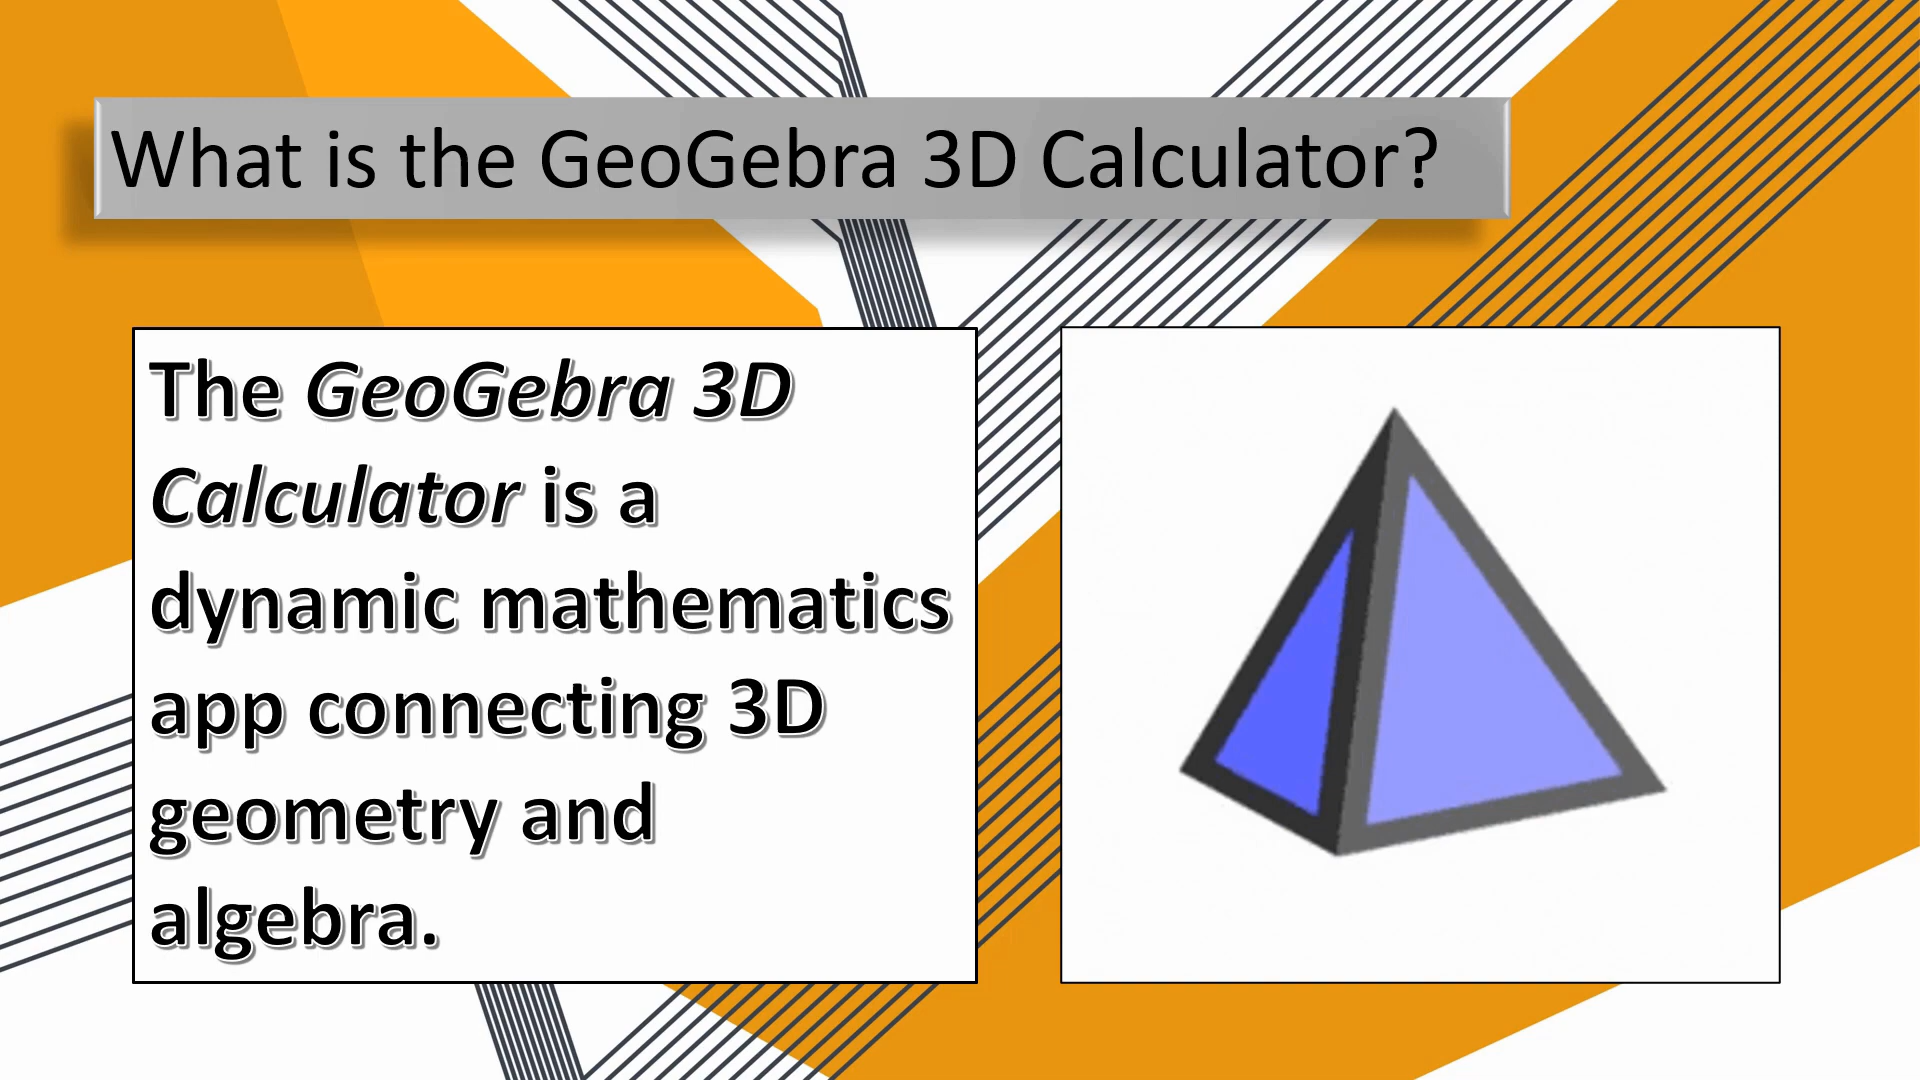 What is the GeoGebra 3D Calculator?
The GeoGebra 3D
Calculator is a
dynamic mathematics
app connecting 3D
geometry and
algebra.